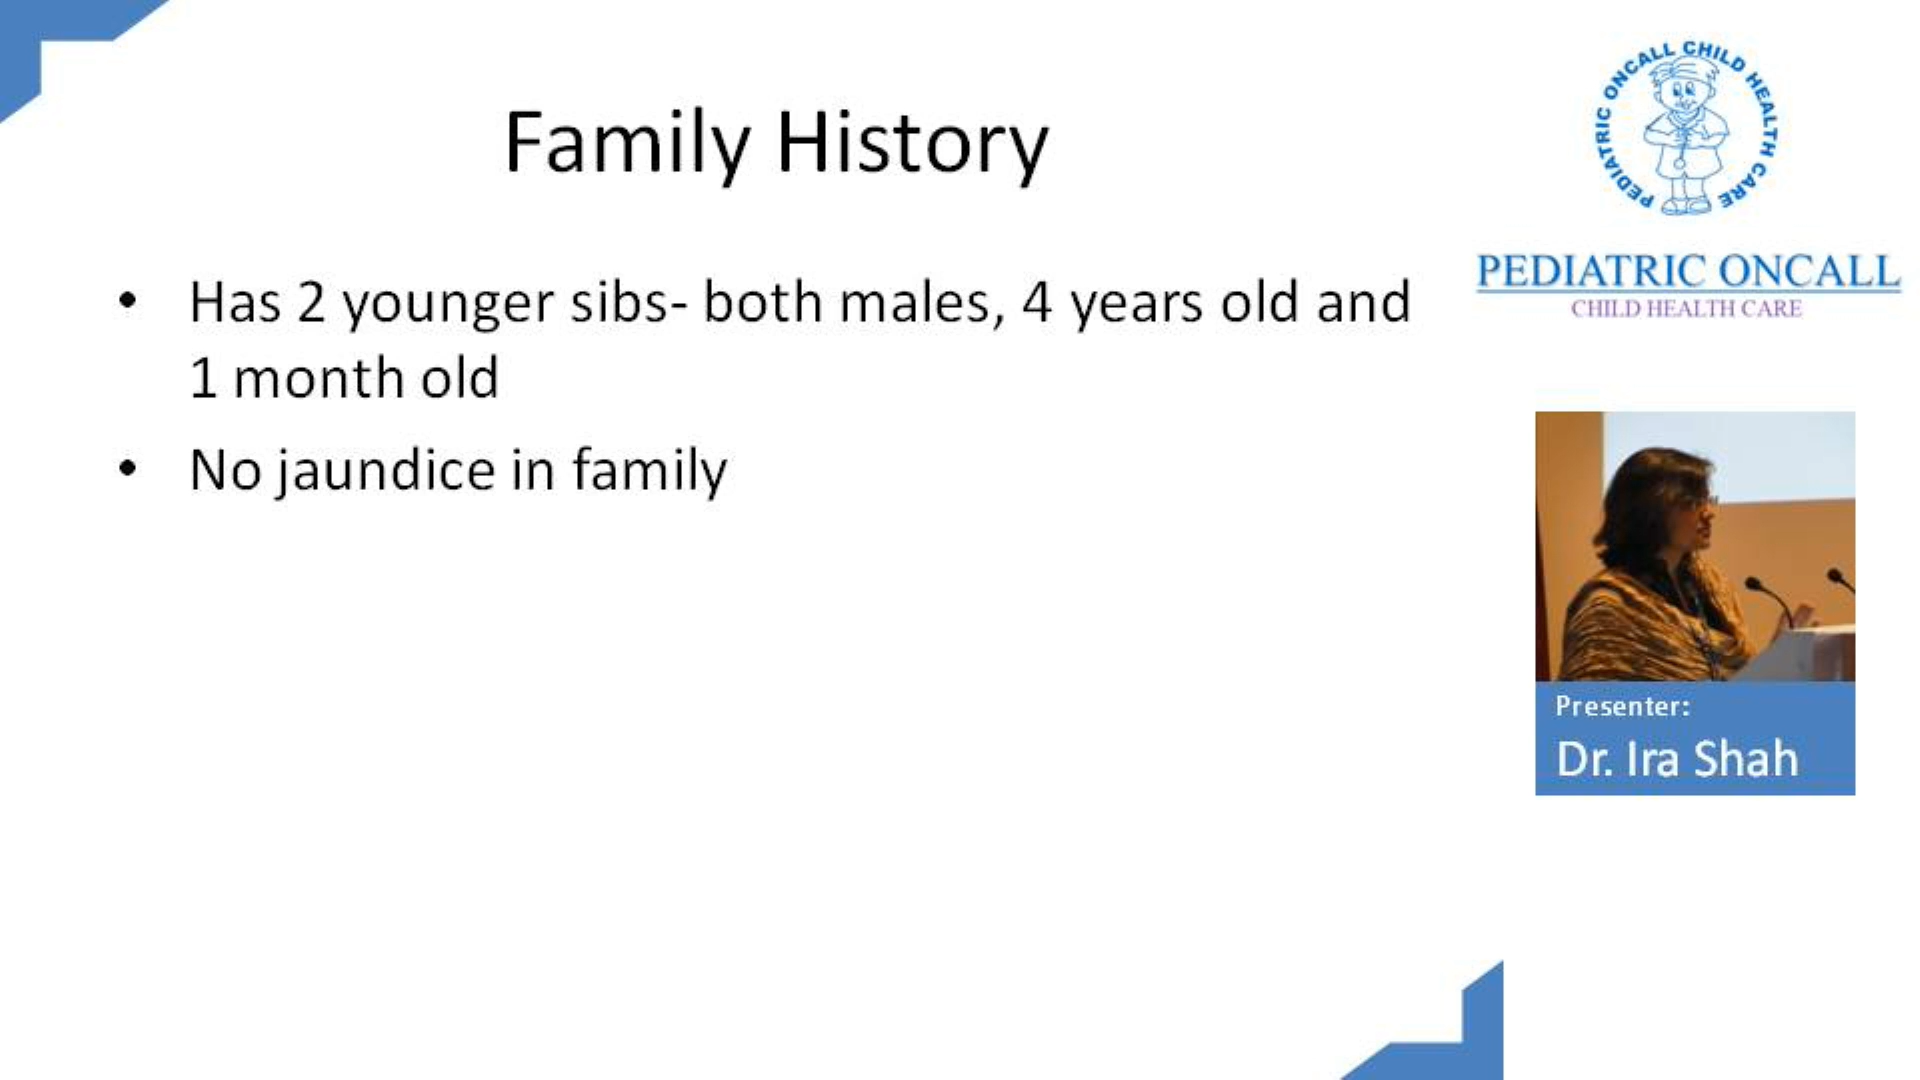 Family History
• Has 2 younger sibs- both males, 4 years old and
1 month old
• No jaundice in family
PEDIATRIC ONCALL CHILD HEALTH CARE
PEDIATRIC ONCALL
CHILD HEALTH CARE
Presenter:
Dr. Ira Shah